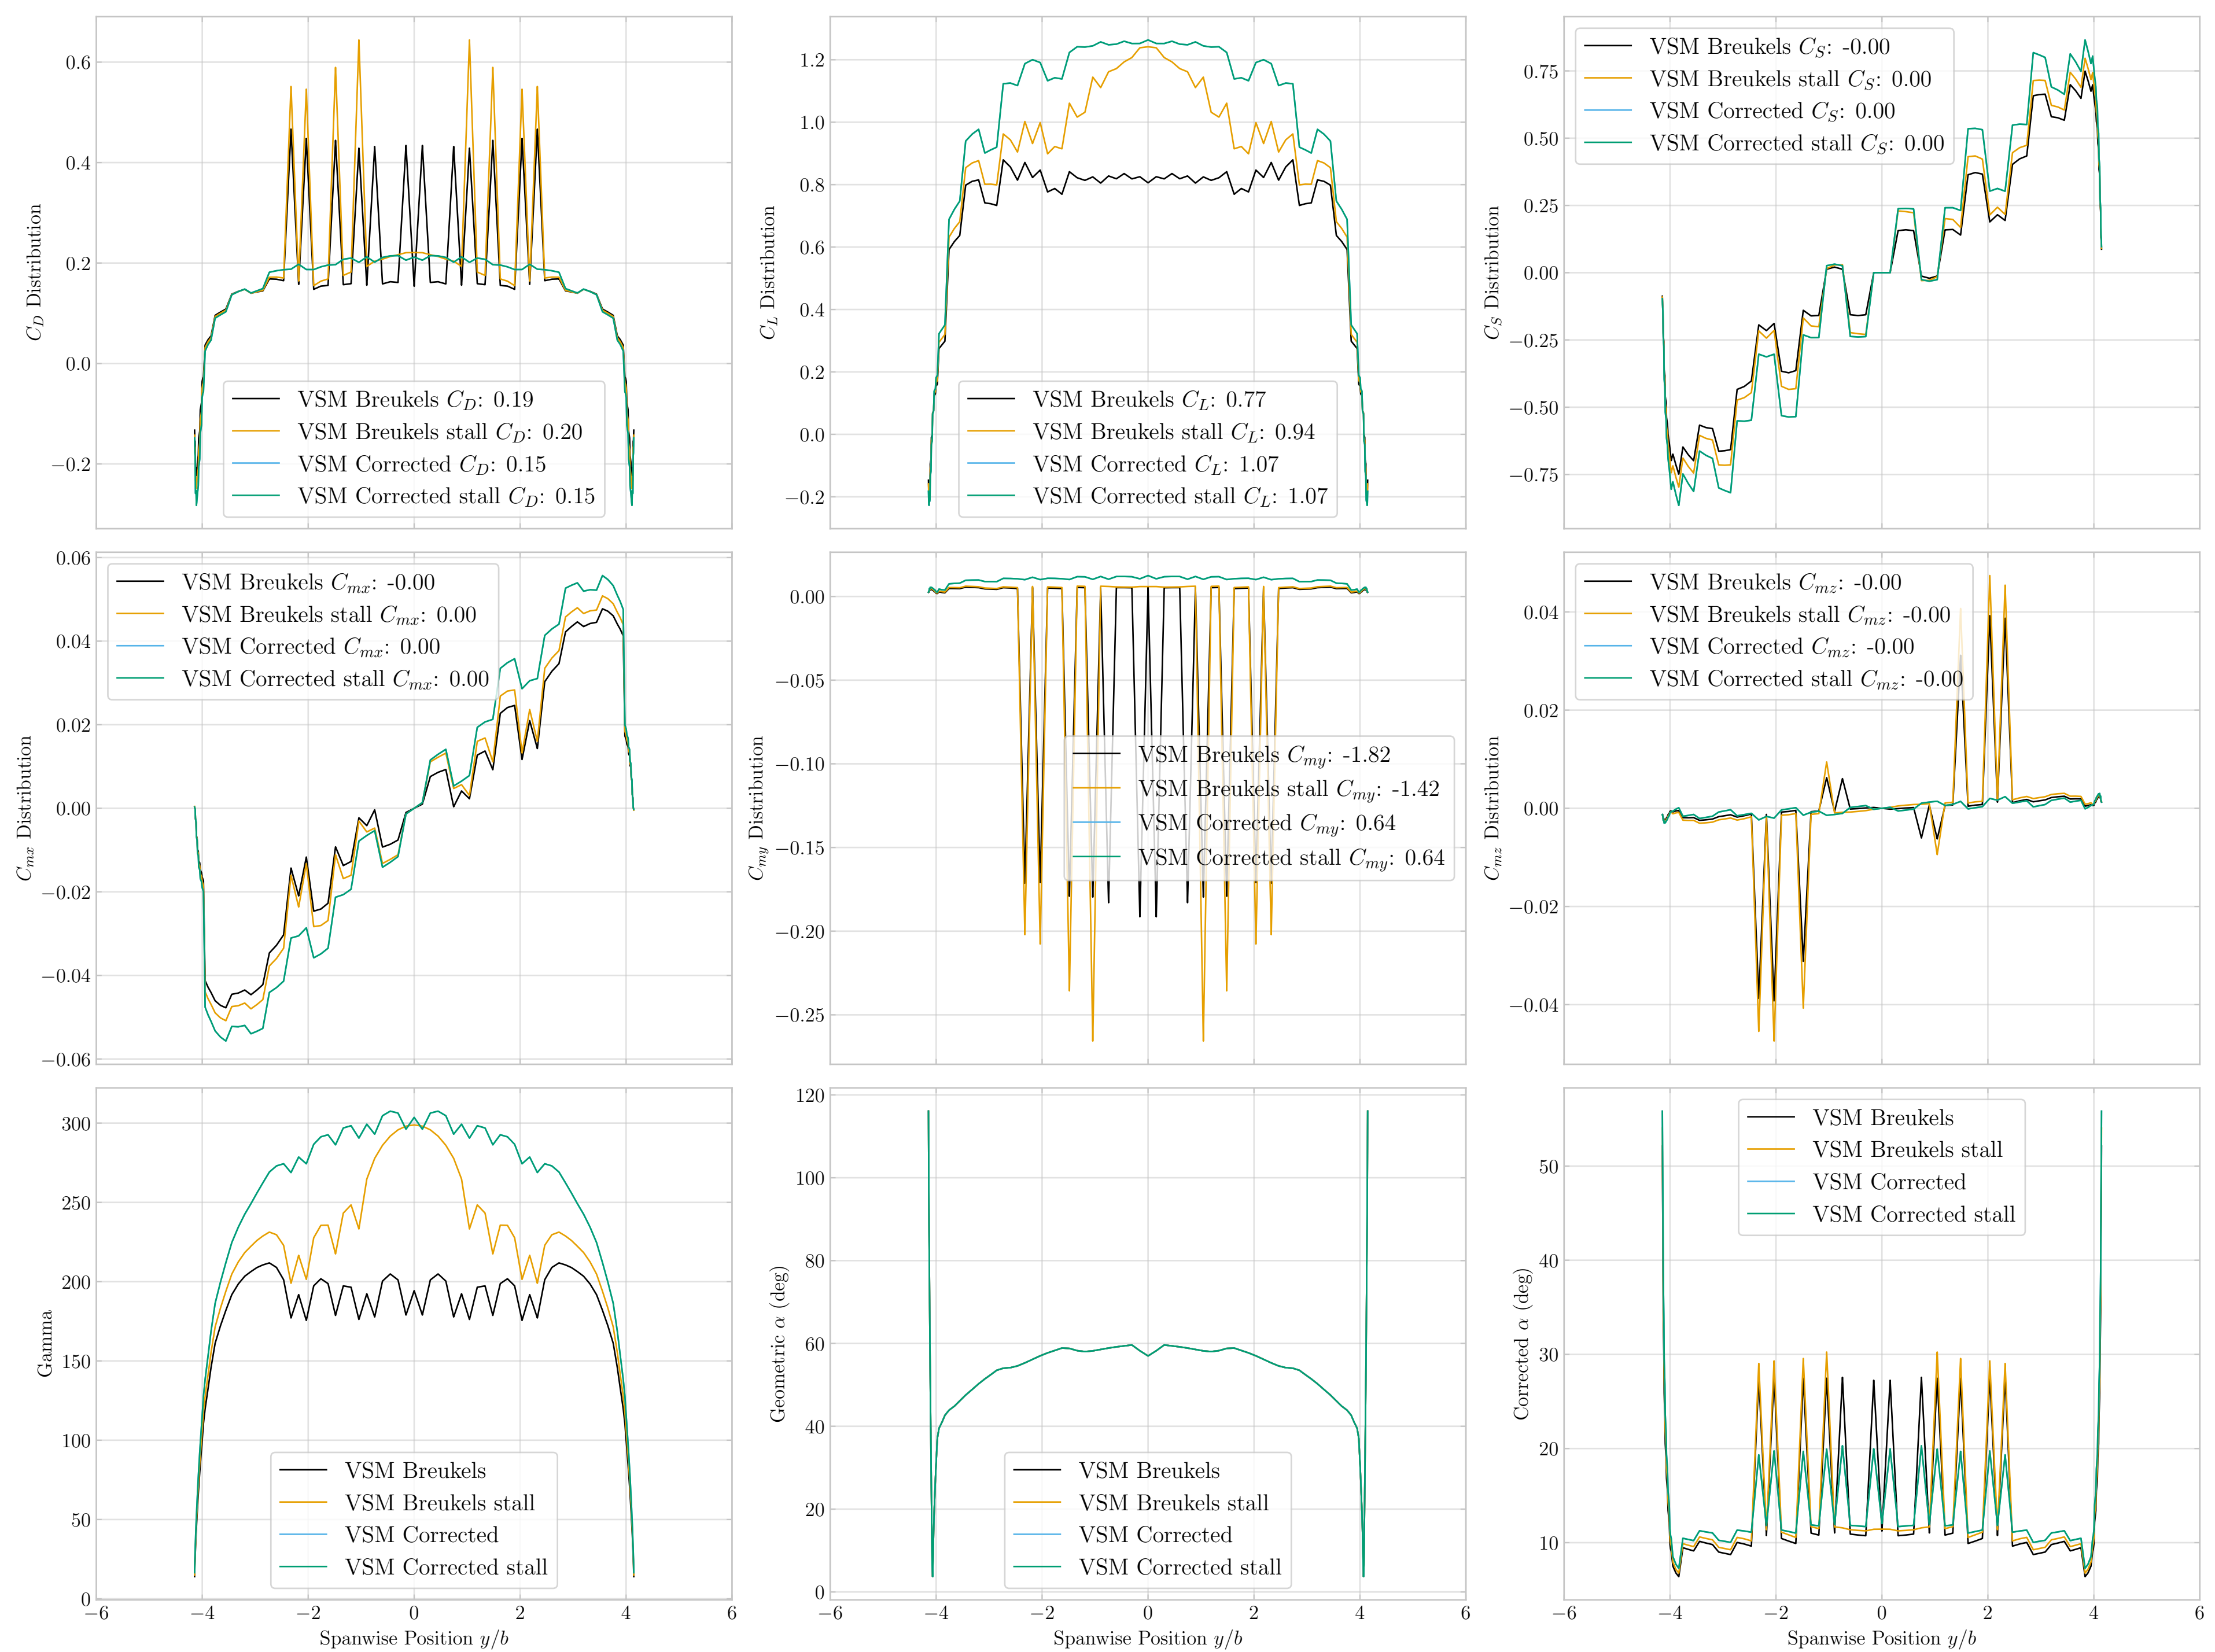 C_D Distribution
0.6
0.4
0.2
0.0
−0.2
VSM Breukels C_D: 0.19
VSM Breukels stall C_D: 0.20
VSM Corrected C_D: 0.15
VSM Corrected stall C_D: 0.15
C_L Distribution
1.2
1.0
0.8
0.6
0.4
0.2
0.0
−0.2
VSM Breukels C_L: 0.77
VSM Breukels stall C_L: 0.94
VSM Corrected C_L: 1.07
VSM Corrected stall C_L: 1.07
C_S Distribution
0.75
0.50
0.25
0.00
−0.25
−0.50
−0.75
VSM Breukels C_S: -0.00
VSM Breukels stall C_S: 0.00
VSM Corrected C_S: 0.00
VSM Corrected stall C_S: 0.00
C_mx Distribution
0.06
0.04
0.02
0.00
−0.02
−0.04
−0.06
VSM Breukels C_mx: -0.00
VSM Breukels stall C_mx: 0.00
VSM Corrected C_mx: 0.00
VSM Corrected stall C_mx: 0.00
C_my Distribution
0.00
−0.05
−0.10
−0.15
−0.20
−0.25
VSM Breukels C_my: -1.82
VSM Breukels stall C_my: -1.42
VSM Corrected C_my: 0.64
VSM Corrected stall C_my: 0.64
C_mz Distribution
0.04
0.02
0.00
−0.02
−0.04
VSM Breukels C_mz: -0.00
VSM Breukels stall C_mz: -0.00
VSM Corrected C_mz: -0.00
VSM Corrected stall C_mz: -0.00
Gamma
300
250
200
150
100
50
0
VSM Breukels
VSM Breukels stall
VSM Corrected
VSM Corrected stall
−6 −4 −2 0 2 4 6
Spanwise Position y/b
Geometric α (deg)
120
100
80
60
40
20
0
VSM Breukels
VSM Breukels stall
VSM Corrected
VSM Corrected stall
−6 −4 −2 0 2 4 6
Spanwise Position y/b
Corrected α (deg)
50
40
30
20
10
VSM Breukels
VSM Breukels stall
VSM Corrected
VSM Corrected stall
−6 −4 −2 0 2 4 6
Spanwise Position y/b